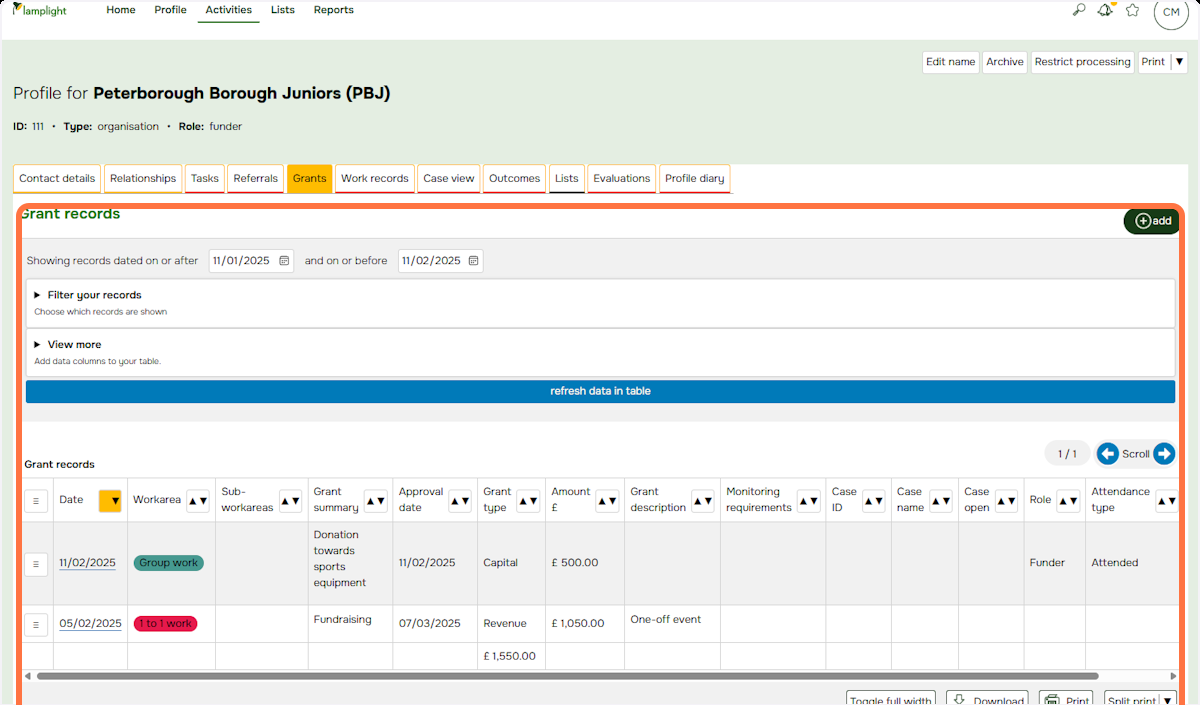 lamplight Home Profile Activities Lists Reports CM
Edit name Archive Restrict processing Print ▼
Profile for Peterborough Borough Juniors (PBJ)
ID: 111 • Type: organisation • Role: funder
Contact details Relationships Tasks Referrals Grants Work records Case view Outcomes Lists Evaluations Profile diary
Grant records
add
Showing records dated on or after 11/01/2025 and on or before 11/02/2025
▶ Filter your records
Choose which records are shown
▶ View more
Add data columns to your table.
refresh data in table
1 / 1 Scroll
Grant records
Date ▼ Workarea ▲▼ Sub-workareas ▲▼ Grant summary ▲▼ Approval date ▲▼ Grant type ▲▼ Amount £ ▲▼ Grant description ▲▼ Monitoring requirements ▲▼ Case ID ▲▼ Case name ▲▼ Case open ▲▼ Role ▲▼ Attendance type ▲▼
11/02/2025 Group work Donation towards sports equipment 11/02/2025 Capital £ 500.00 Funder Attended
05/02/2025 1 to 1 work Fundraising 07/03/2025 Revenue £ 1,050.00 One-off event
£ 1,550.00
Toggle full width Download Print Split print ▼